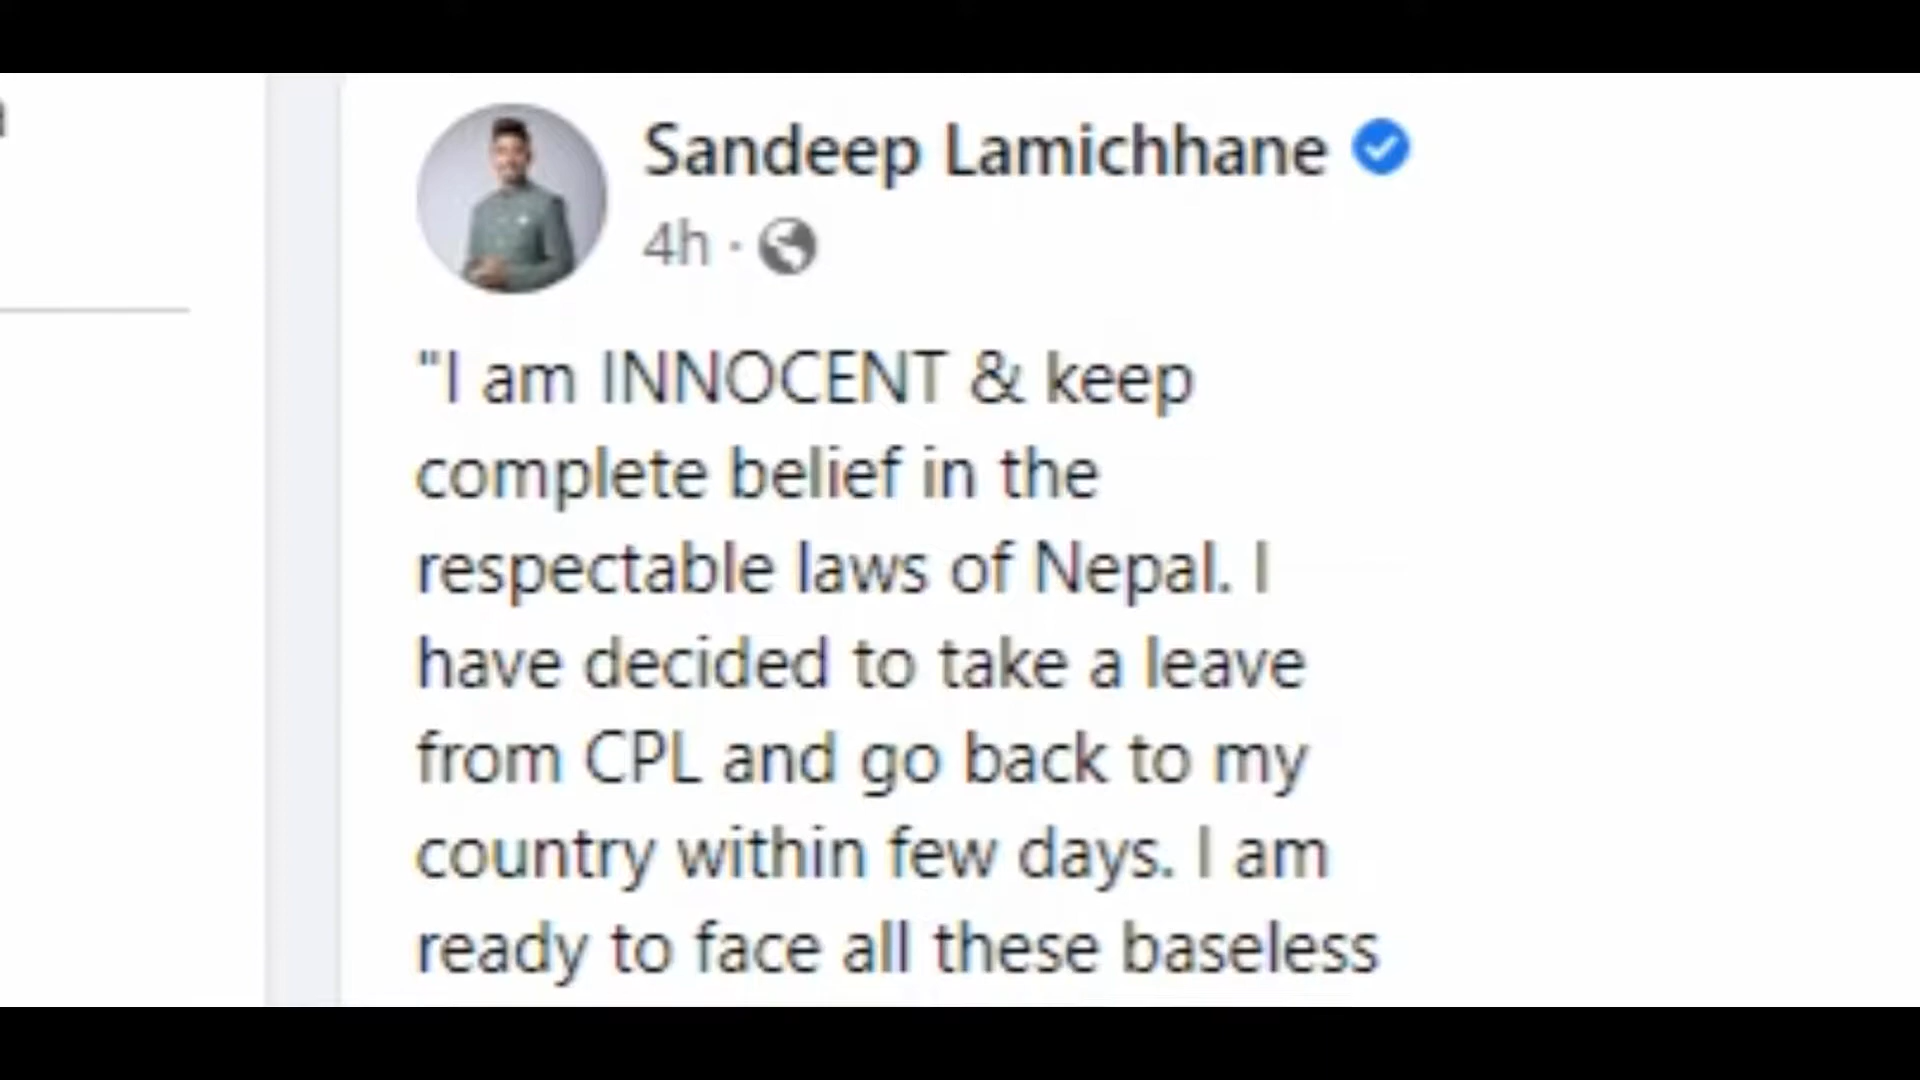 Sandeep Lamichhane
4h ·
"I am INNOCENT & keep
complete belief in the
respectable laws of Nepal. I
have decided to take a leave
from CPL and go back to my
country within few days. I am
ready to face all these baseless